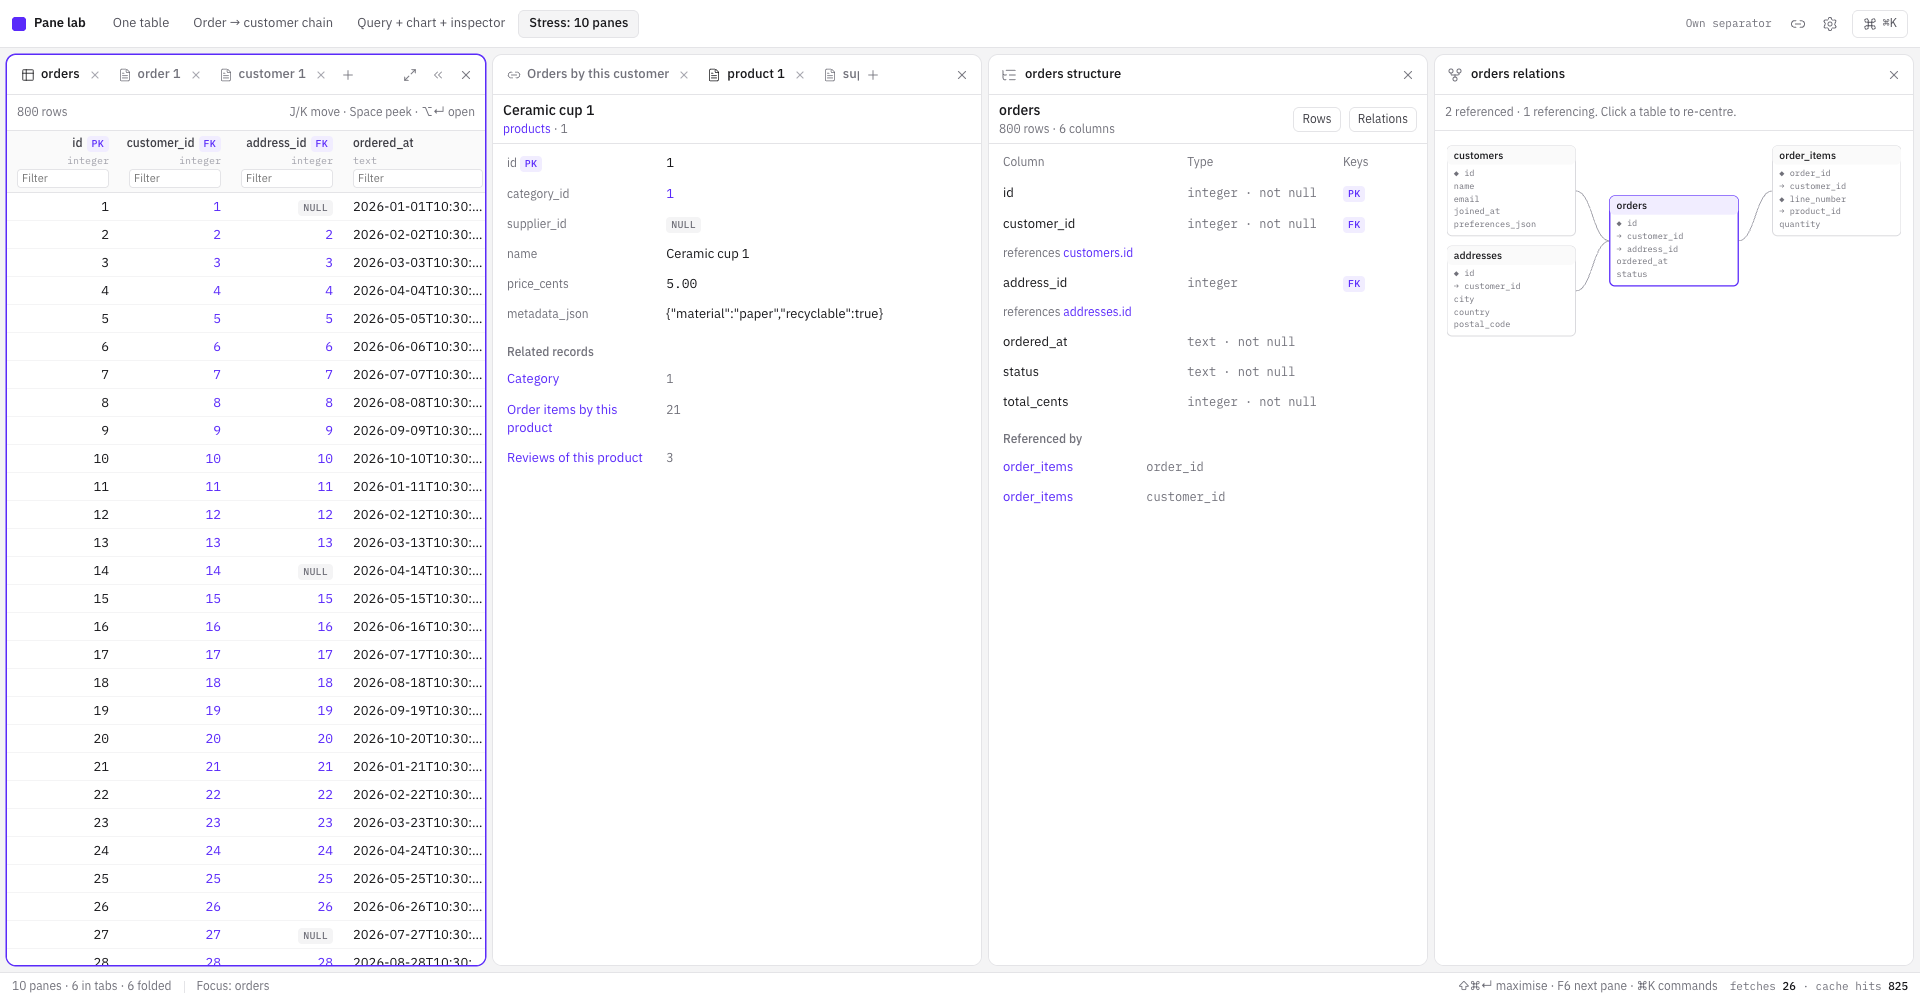 Pane lab One table Order → customer chain Query + chart + inspector Stress: 10 panes Own separator ⌘K
orders order 1 customer 1
800 rows J/K move · Space peek · ⌥↵ open
id PK customer_id FK address_id FK ordered_at
integer integer integer text
Filter Filter Filter Filter
1 1 NULL 2026-01-01T10:30:...
2 2 2 2026-02-02T10:30:...
3 3 3 2026-03-03T10:30:...
4 4 4 2026-04-04T10:30:...
5 5 5 2026-05-05T10:30:...
6 6 6 2026-06-06T10:30:...
7 7 7 2026-07-07T10:30:...
8 8 8 2026-08-08T10:30:...
9 9 9 2026-09-09T10:30:...
10 10 10 2026-10-10T10:30:...
11 11 11 2026-01-11T10:30:...
12 12 12 2026-02-12T10:30:...
13 13 13 2026-03-13T10:30:...
14 14 NULL 2026-04-14T10:30:...
15 15 15 2026-05-15T10:30:...
16 16 16 2026-06-16T10:30:...
17 17 17 2026-07-17T10:30:...
18 18 18 2026-08-18T10:30:...
19 19 19 2026-09-19T10:30:...
20 20 20 2026-10-20T10:30:...
21 21 21 2026-01-21T10:30:...
22 22 22 2026-02-22T10:30:...
23 23 23 2026-03-23T10:30:...
24 24 24 2026-04-24T10:30:...
25 25 25 2026-05-25T10:30:...
26 26 26 2026-06-26T10:30:...
27 27 NULL 2026-07-27T10:30:...
28 28 28 2026-08-28T10:30:...
Orders by this customer product 1 sup
Ceramic cup 1
products · 1
id PK 1
category_id 1
supplier_id NULL
name Ceramic cup 1
price_cents 5.00
metadata_json {"material":"paper","recyclable":true}
Related records
Category 1
Order items by this 21
product
Reviews of this product 3
orders structure
orders
800 rows · 6 columns
Rows Relations
Column Type Keys
id integer · not null PK
customer_id integer · not null FK
references customers.id
address_id integer FK
references addresses.id
ordered_at text · not null
status text · not null
total_cents integer · not null
Referenced by
order_items order_id
order_items customer_id
orders relations
2 referenced · 1 referencing. Click a table to re-centre.
customers
◆ id
name
email
joined_at
preferences_json
addresses
◆ id
→ customer_id
city
country
postal_code
orders
◆ id
→ customer_id
→ address_id
ordered_at
status
order_items
◆ order_id
→ customer_id
◆ line_number
→ product_id
quantity
10 panes · 6 in tabs · 6 folded Focus: orders ⇧⌘↵ maximise · F6 next pane · ⌘K commands fetches 26 · cache hits 825